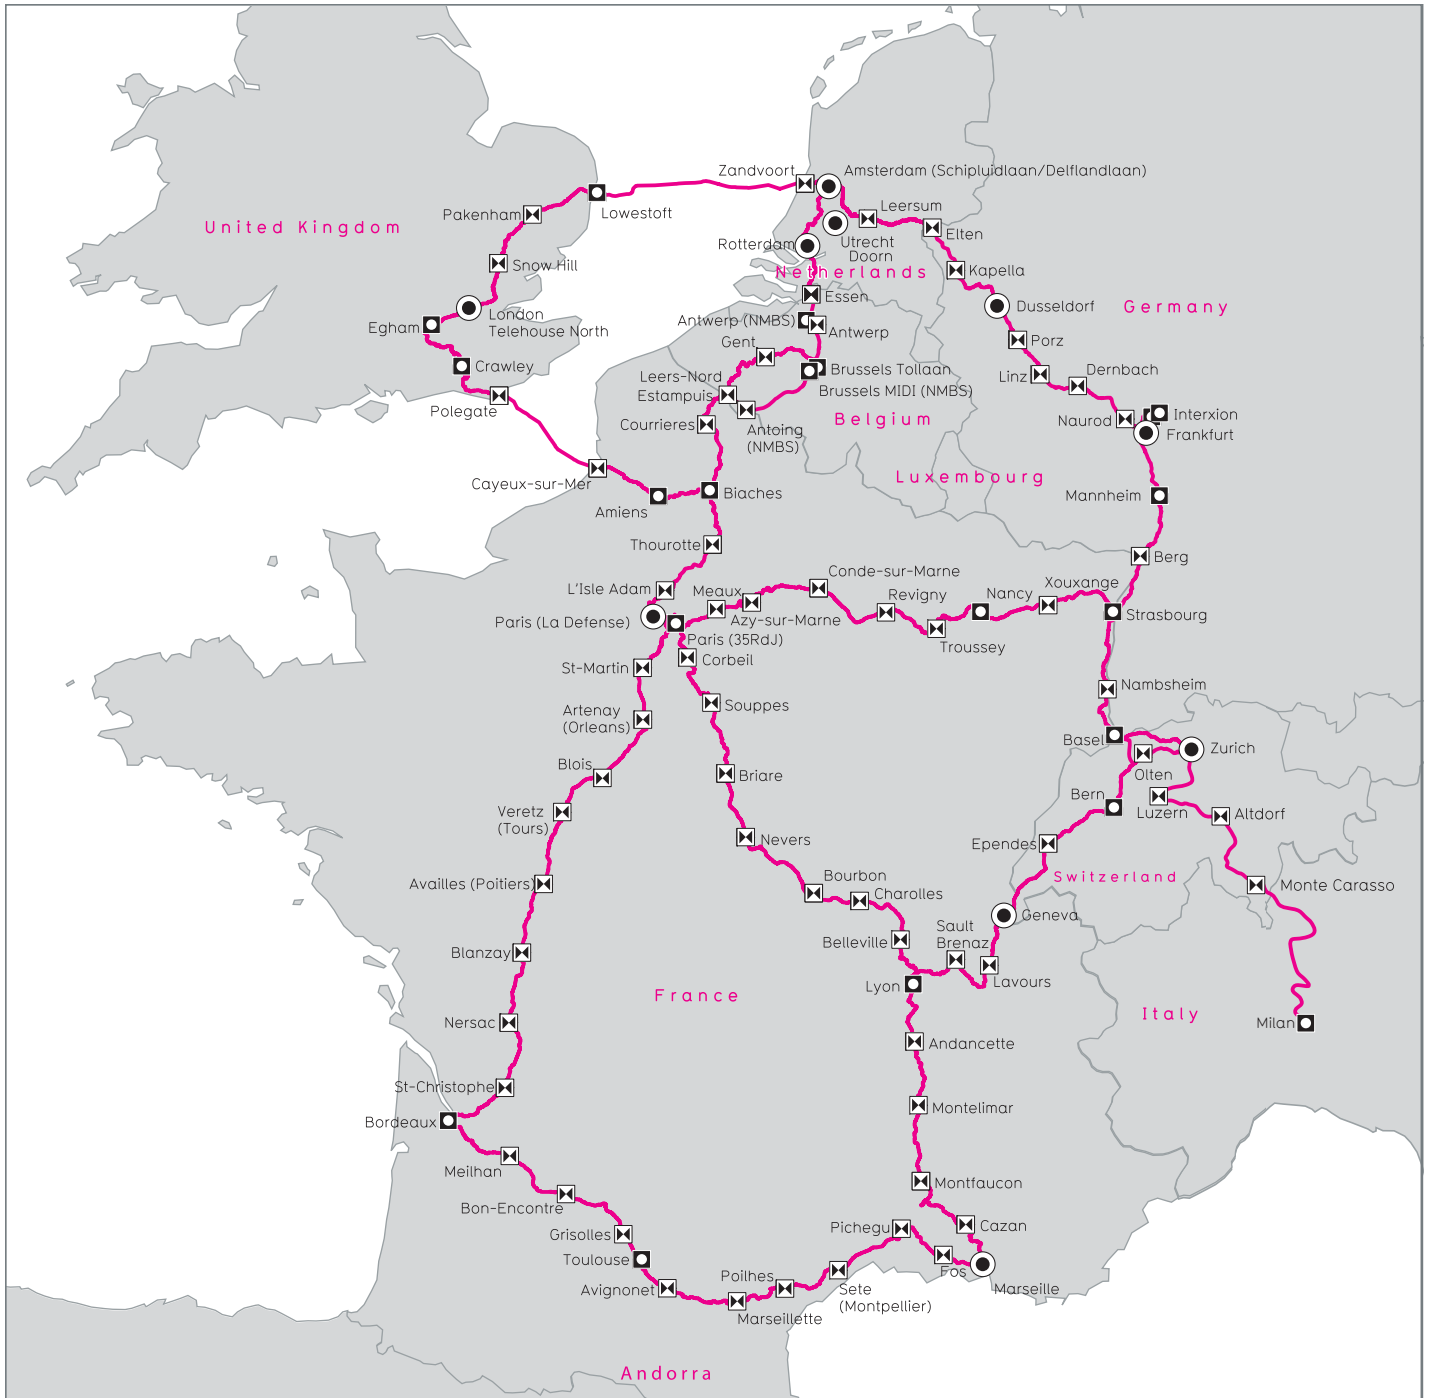 Zandvoort
Amsterdam (Schipluidlaan/Delflandlaan)
Pakenham
Lowestoft
Leersum
United Kingdom
Elten
Rotterdam
Utrecht
Doorn
Snow Hill
Netherlands
Kapella
Essen
Dusseldorf
Germany
London
Telehouse North
Egham
Antwerp (NMBS)
Antwerp
Porz
Gent
Crawley
Brussels Tollaan
Brussels MIDI (NMBS)
Linz
Dernbach
Leers-Nord
Estampuis
Polegate
Courrieres
Antoing
(NMBS)
Belgium
Naurod
Interxion
Frankfurt
Cayeux-sur-Mer
Luxembourg
Amiens
Biaches
Mannheim
Thourotte
Berg
L'Isle Adam
Meaux
Conde-sur-Marne
Revigny
Nancy
Xouxange
Paris (La Defense)
Azy-sur-Marne
Strasbourg
Paris (35RdJ)
Troussey
St-Martin
Corbeil
Nambsheim
Artenay
(Orleans)
Souppes
Basel
Zurich
Blois
Briare
Olten
Bern
Luzern
Altdorf
Veretz
(Tours)
Nevers
Ependes
Availles (Poitiers)
Bourbon
Charolles
Switzerland
Monte Carasso
Geneva
Belleville
Sault
Brenaz
Blanzay
Lyon
Lavours
France
Italy
Nersac
Milan
Andancette
St-Christophe
Montelimar
Bordeaux
Meilhan
Montfaucon
Bon-Encontre
Pichegu
Cazan
Grisolles
Toulouse
Fos
Avignonet
Poilhes
Sete
(Montpellier)
Marseille
Marseillette
Andorra